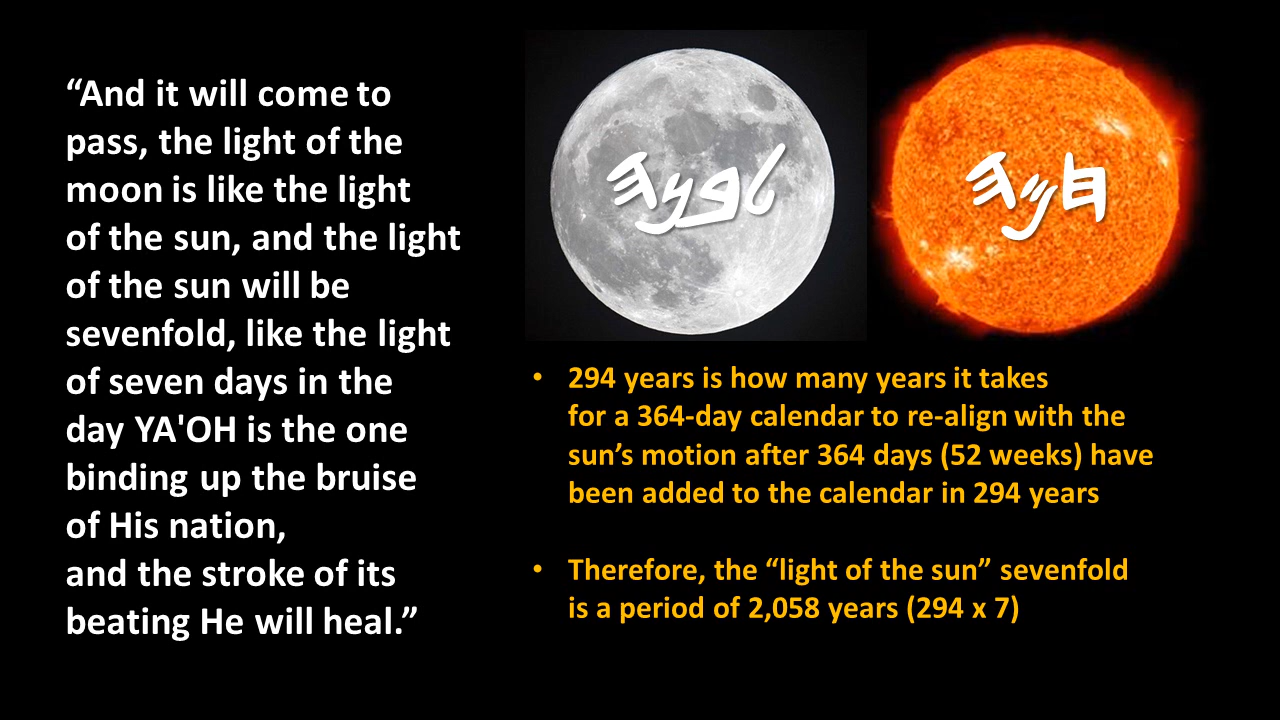 “And it will come to
pass, the light of the
moon is like the light
of the sun, and the light
of the sun will be
sevenfold, like the light
of seven days in the
day YA'OH is the one
binding up the bruise
of His nation,
and the stroke of its
beating He will heal.”
𐤋𐤁𐤍𐤄
𐤇𐤌𐤄
• 294 years is how many years it takes
for a 364-day calendar to re-align with the
sun’s motion after 364 days (52 weeks) have
been added to the calendar in 294 years
• Therefore, the “light of the sun” sevenfold
is a period of 2,058 years (294 x 7)